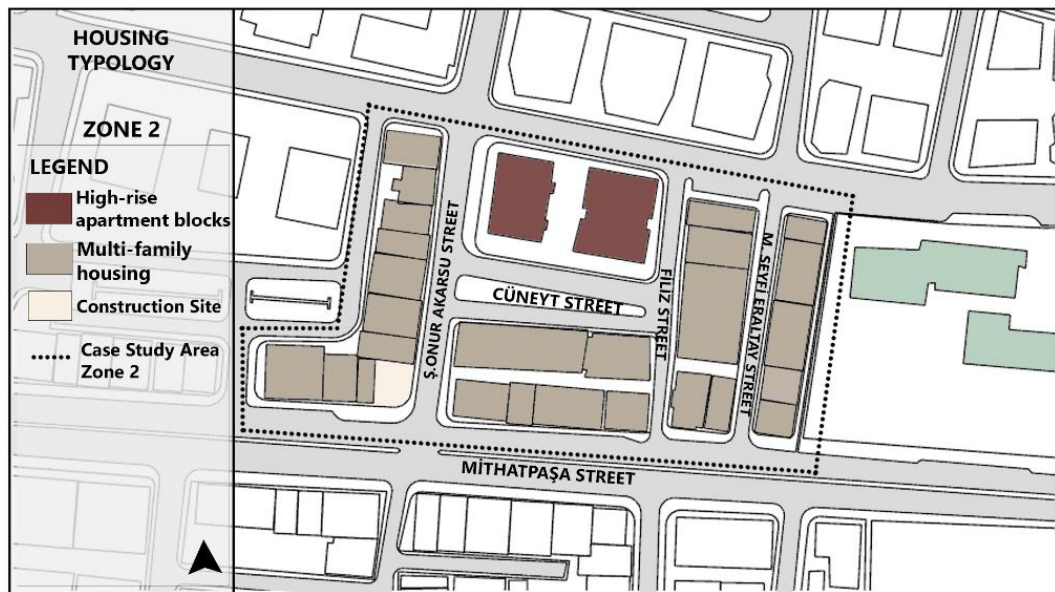 HOUSING
TYPOLOGY
ZONE 2
LEGEND
High-rise
apartment blocks
Multi-family
housing
Construction Site
Case Study Area
Zone 2
Ş.ONUR AKARSU STREET
CÜNEYT STREET
FİLİZ STREET
M. SEYFİ ERALTAY STREET
MİTHATPAŞA STREET